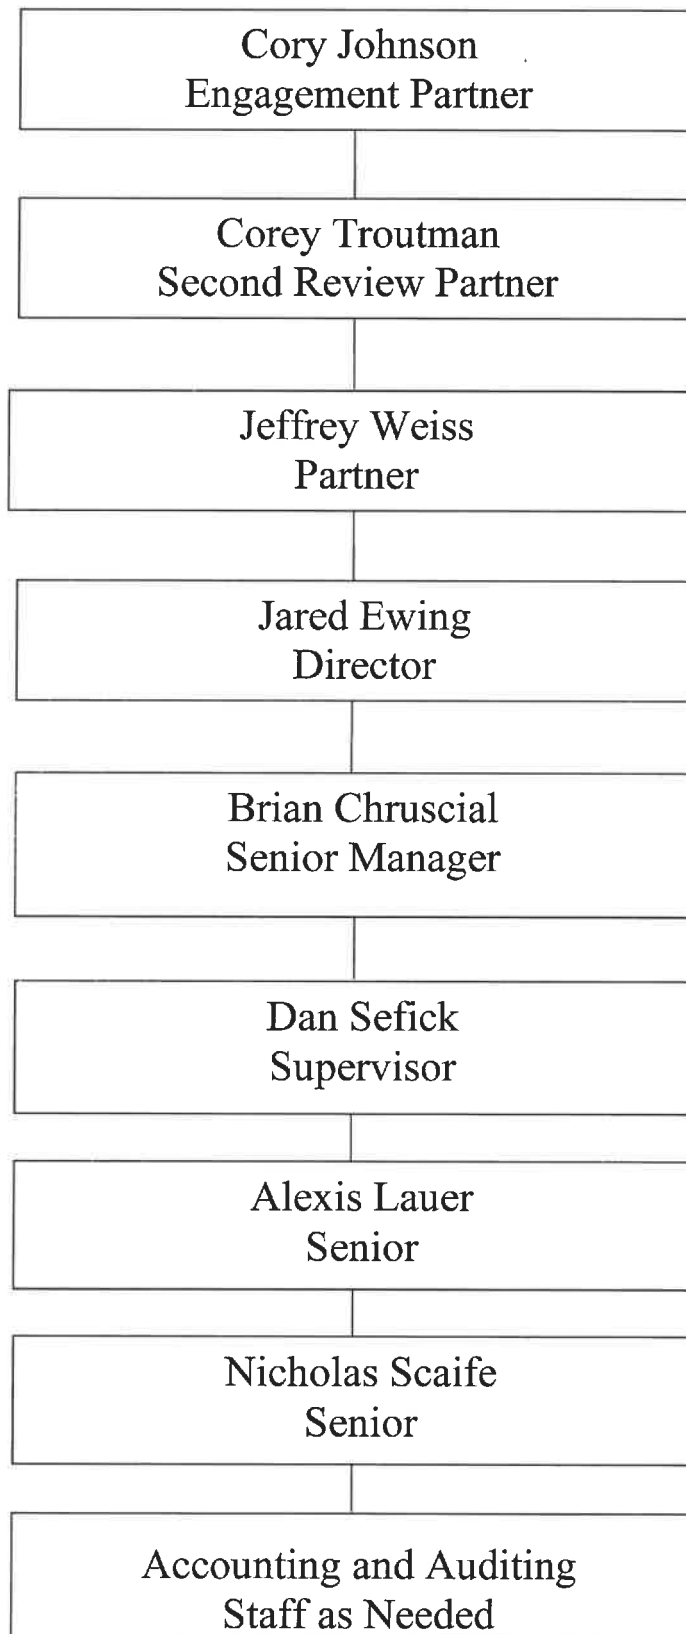 Cory Johnson
Engagement Partner
Corey Troutman
Second Review Partner
Jeffrey Weiss
Partner
Jared Ewing
Director
Brian Chruscial
Senior Manager
Dan Sefick
Supervisor
Alexis Lauer
Senior
Nicholas Scaife
Senior
Accounting and Auditing
Staff as Needed